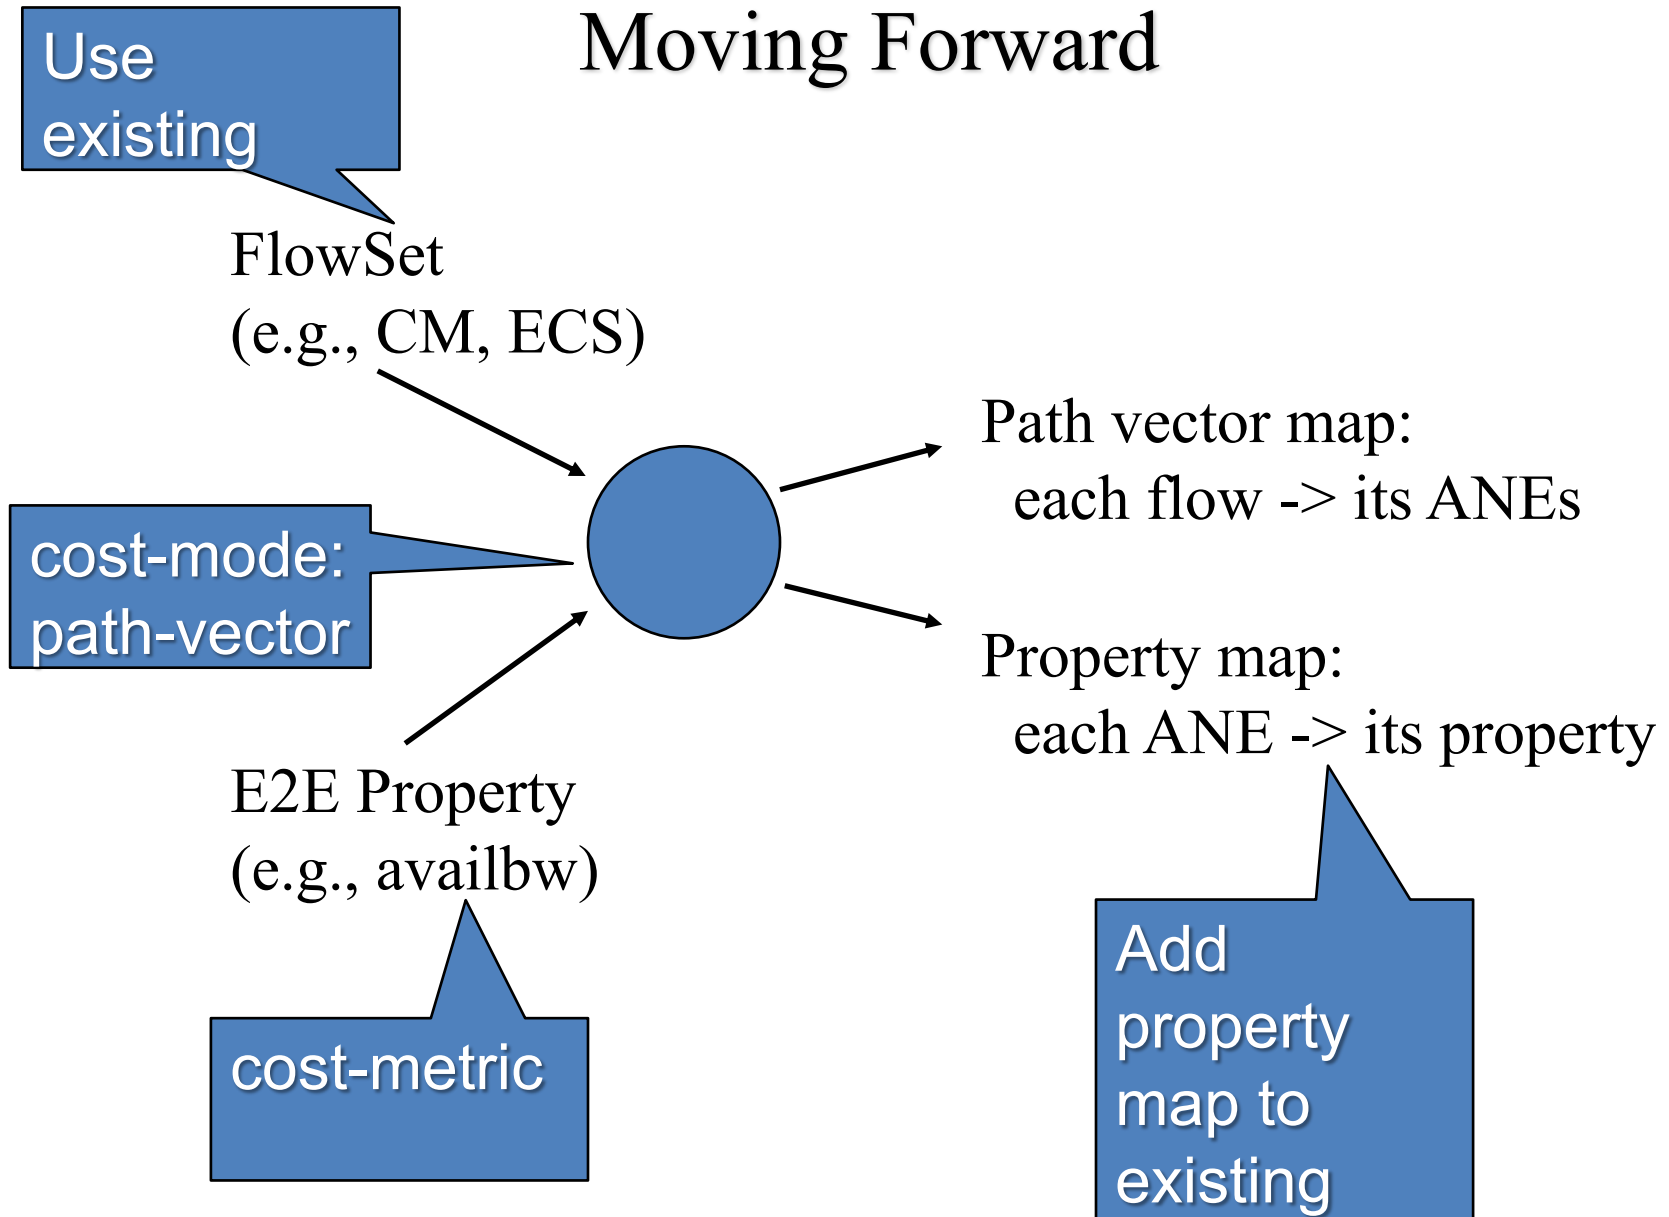 Moving Forward
Use
existing
FlowSet
(e.g., CM, ECS)
cost-mode:
path-vector
E2E Property
(e.g., availbw)
cost-metric
Path vector map:
each flow -> its ANEs
Property map:
each ANE -> its property
Add
property
map to
existing